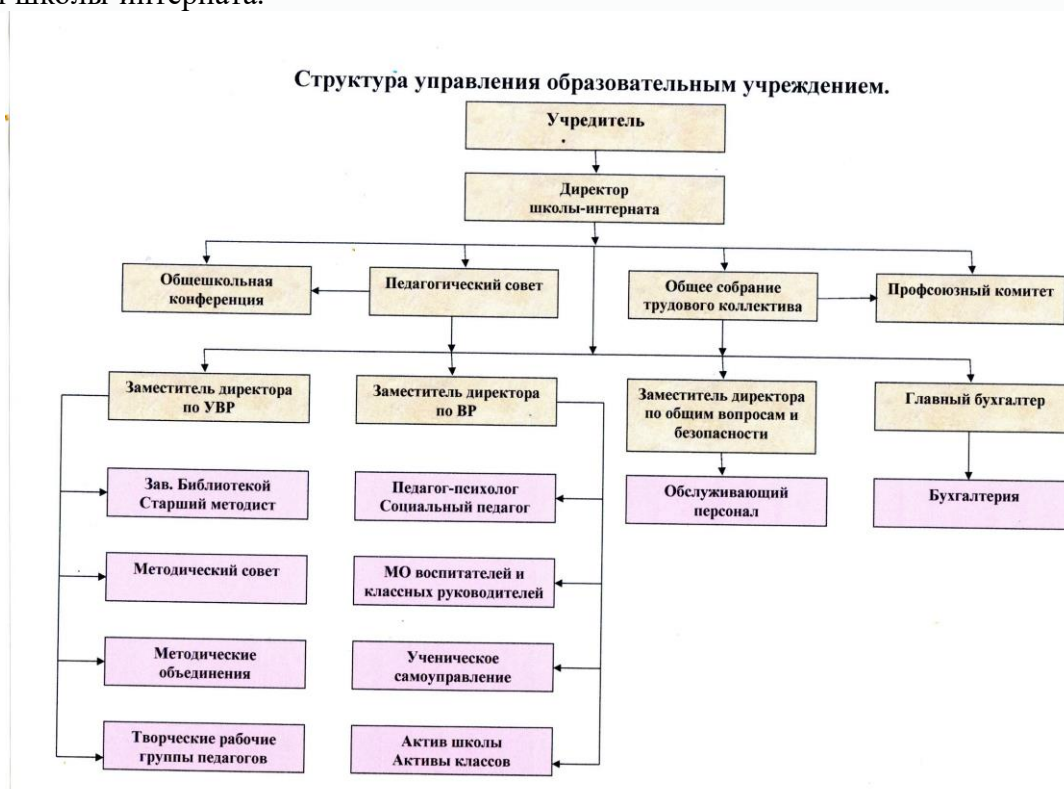 школы-интерната.
Структура управления образовательным учреждением.
Учредитель
Директор
школы-интерната
Общешкольная
конференция
Педагогический совет
Общее собрание
трудового коллектива
Профсоюзный комитет
Заместитель директора
по УВР
Заместитель директора
по ВР
Заместитель директора
по общим вопросам и
безопасности
Главный бухгалтер
Зав. Библиотекой
Старший методист
Педагог-психолог
Социальный педагог
Обслуживающий
персонал
Бухгалтерия
Методический совет
МО воспитателей и
классных руководителей
Методические
объединения
Ученическое
самоуправление
Творческие рабочие
группы педагогов
Актив школы
Активы классов